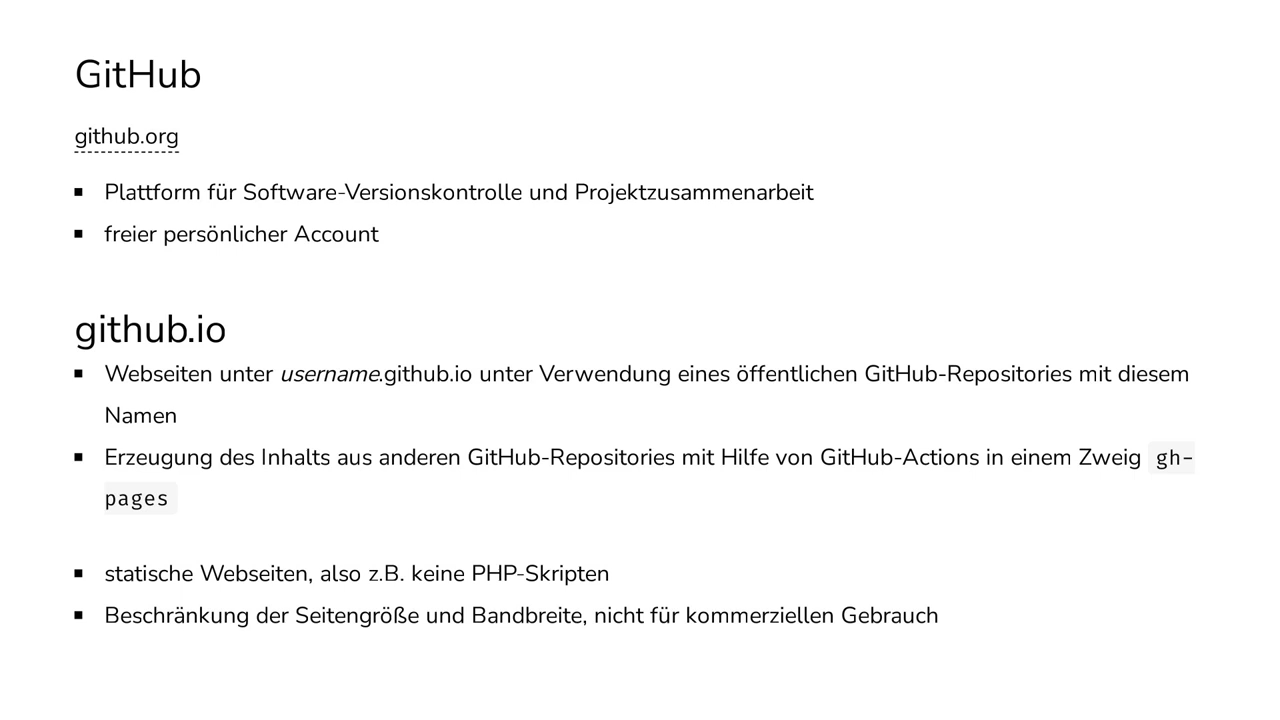 GitHub
github.org
▪ Plattform für Software-Versionskontrolle und Projektzusammenarbeit
▪ freier persönlicher Account
github.io
▪ Webseiten unter username.github.io unter Verwendung eines öffentlichen GitHub-Repositories mit diesem
Namen
▪ Erzeugung des Inhalts aus anderen GitHub-Repositories mit Hilfe von GitHub-Actions in einem Zweig gh-
pages
▪ statische Webseiten, also z.B. keine PHP-Skripten
▪ Beschränkung der Seitengröße und Bandbreite, nicht für kommerziellen Gebrauch